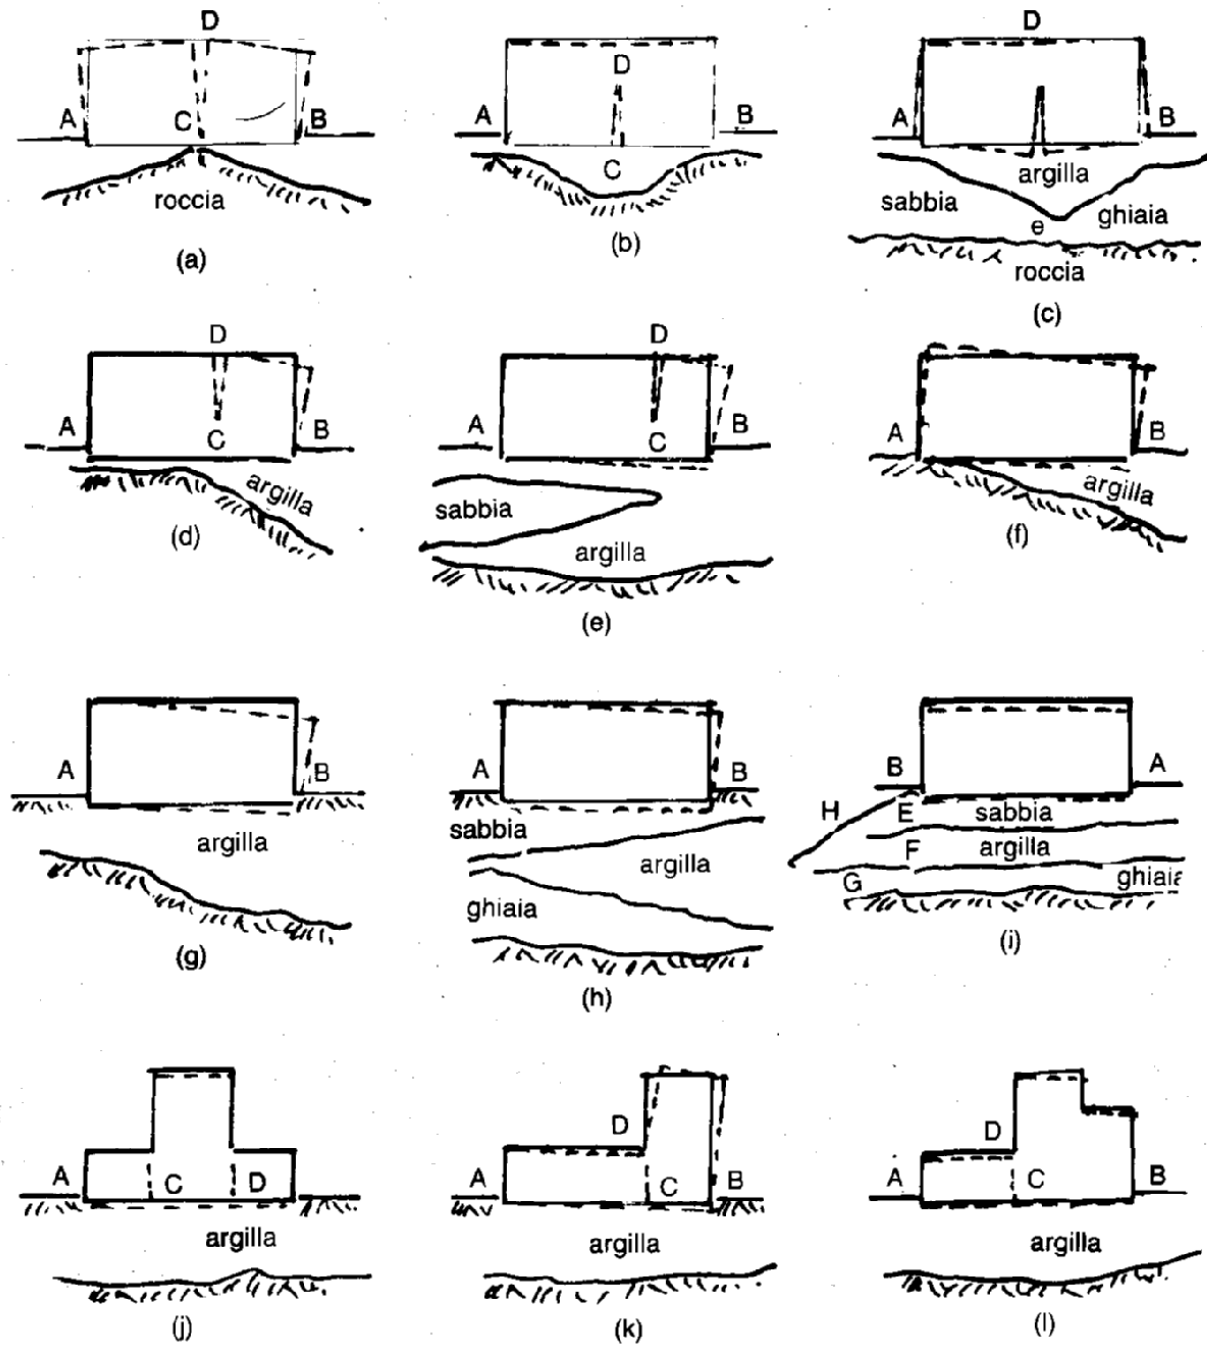 D
A
C
B
roccia
(a)
A
D
B
C
(b)
D
A
B
argilla
sabbia
ghiaia
e
roccia
(c)
D
A
C
B
argilla
(d)
D
A
C
B
sabbia
argilla
(e)
A
B
argilla
(f)
A
B
argilla
(g)
A
B
sabbia
argilla
ghiaia
(h)
B
A
H
E
sabbia
F
argilla
G
ghiaia
(i)
A
C
D
argilla
(j)
D
A
C
B
argilla
(k)
D
A
C
B
argilla
(l)